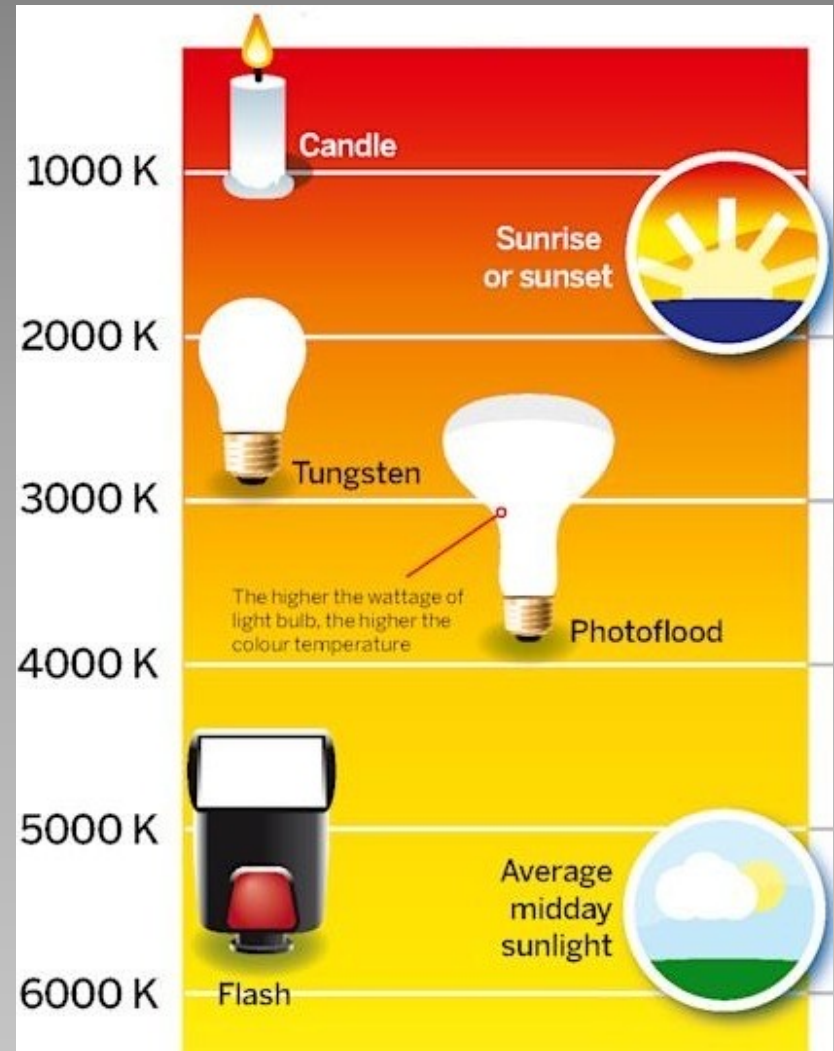 Candle
1000 K
Sunrise
or sunset
2000 K
Tungsten
3000 K
The higher the wattage of
light bulb, the higher the
colour temperature
Photoflood
4000 K
5000 K
Average
midday
sunlight
6000 K
Flash